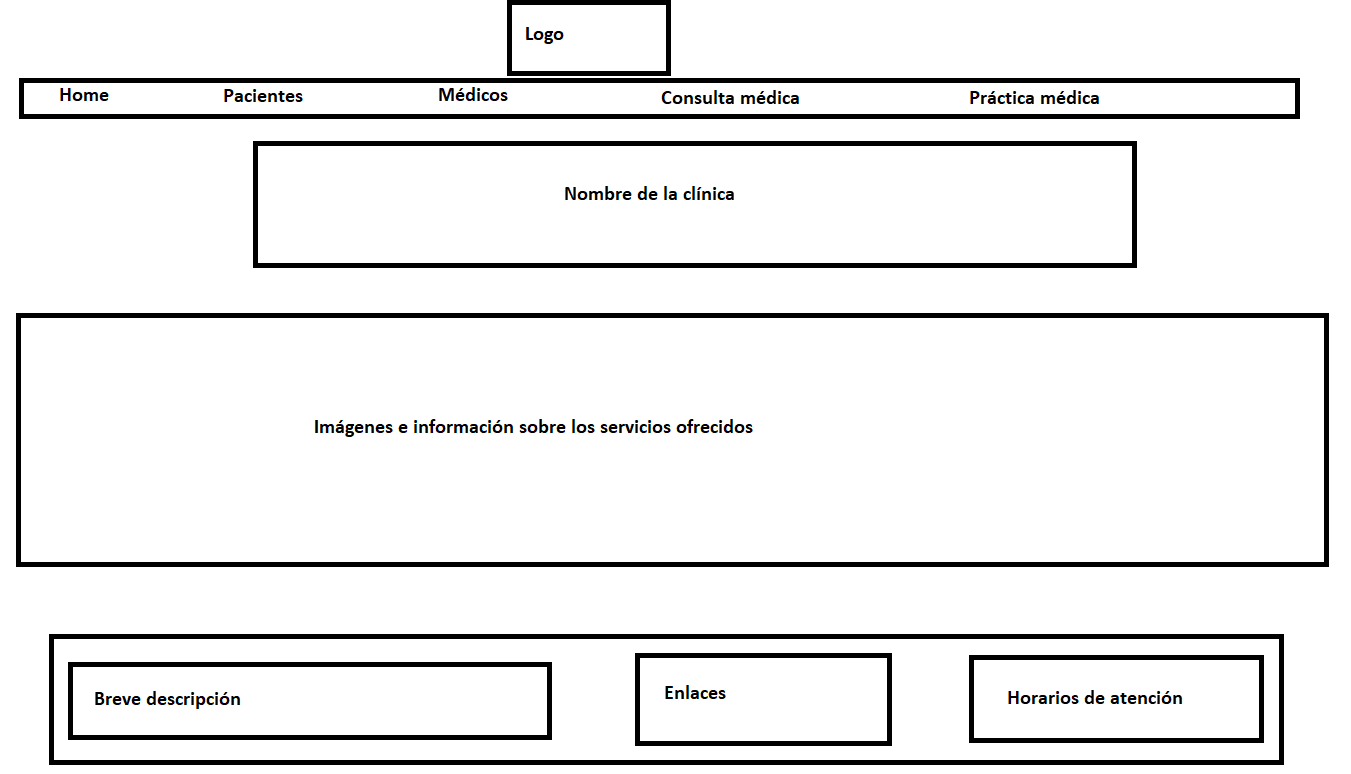 Logo
Home
Pacientes
Médicos
Consulta médica
Práctica médica
Nombre de la clínica
Imágenes e información sobre los servicios ofrecidos
Breve descripción
Enlaces
Horarios de atención